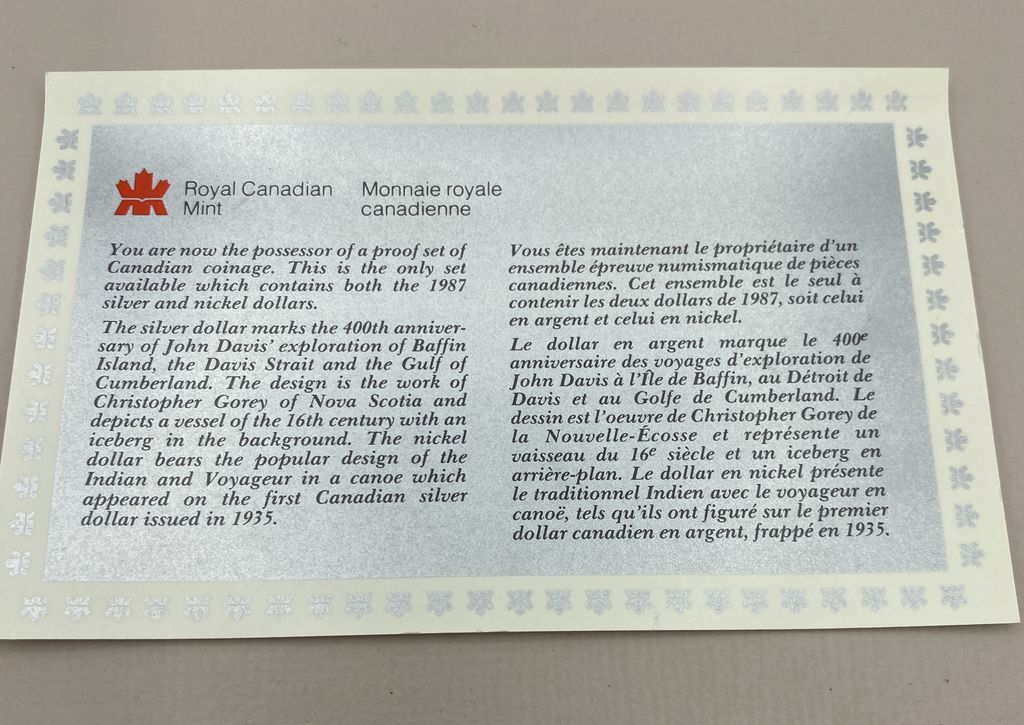 Royal Canadian
Mint
Monnaie royale
canadienne
You are now the possessor of a proof set of
Canadian coinage. This is the only set
available which contains both the 1987
silver and nickel dollars.
The silver dollar marks the 400th anniver-
sary of John Davis' exploration of Baffin
Island, the Davis Strait and the Gulf of
Cumberland. The design is the work of
Christopher Gorey of Nova Scotia and
depicts a vessel of the 16th century with an
iceberg in the background. The nickel
dollar bears the popular design of the
Indian and Voyageur in a canoe which
appeared on the first Canadian silver
dollar issued in 1935.
Vous êtes maintenant le propriétaire d'un
ensemble épreuve numismatique de pièces
canadiennes. Cet ensemble est le seul à
contenir les deux dollars de 1987, soit celui
en argent et celui en nickel.
Le dollar en argent marque le 400e
anniversaire des voyages d'exploration de
John Davis à l'Île de Baffin, au Détroit de
Davis et au Golfe de Cumberland. Le
dessin est l'oeuvre de Christopher Gorey de
la Nouvelle-Écosse et représente un
vaisseau du 16e siècle et un iceberg en
arrière-plan. Le dollar en nickel présente
le traditionnel Indien avec le voyageur en
canoë, tels qu'ils ont figuré sur le premier
dollar canadien en argent, frappé en 1935.